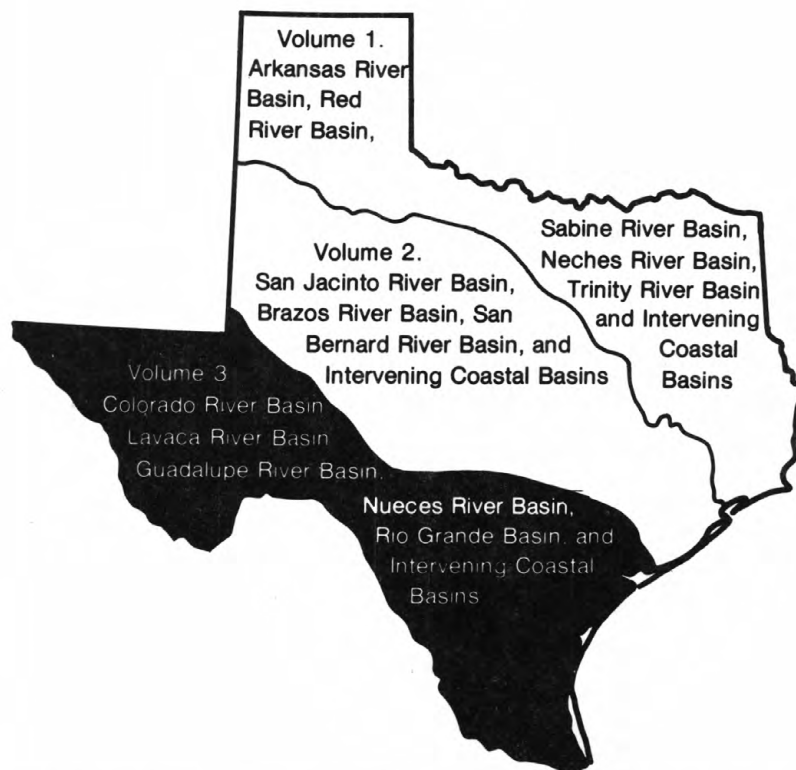 Volume 1.
Arkansas River
Basin, Red
River Basin,
Sabine River Basin,
Neches River Basin,
Trinity River Basin
and Intervening
Coastal
Basins
Volume 2.
San Jacinto River Basin,
Brazos River Basin, San
Bernard River Basin, and
Intervening Coastal Basins
Volume 3
Colorado River Basin
Lavaca River Basin
Guadalupe River Basin.
Nueces River Basin,
Rio Grande Basin. and
Intervening Coastal
Basins